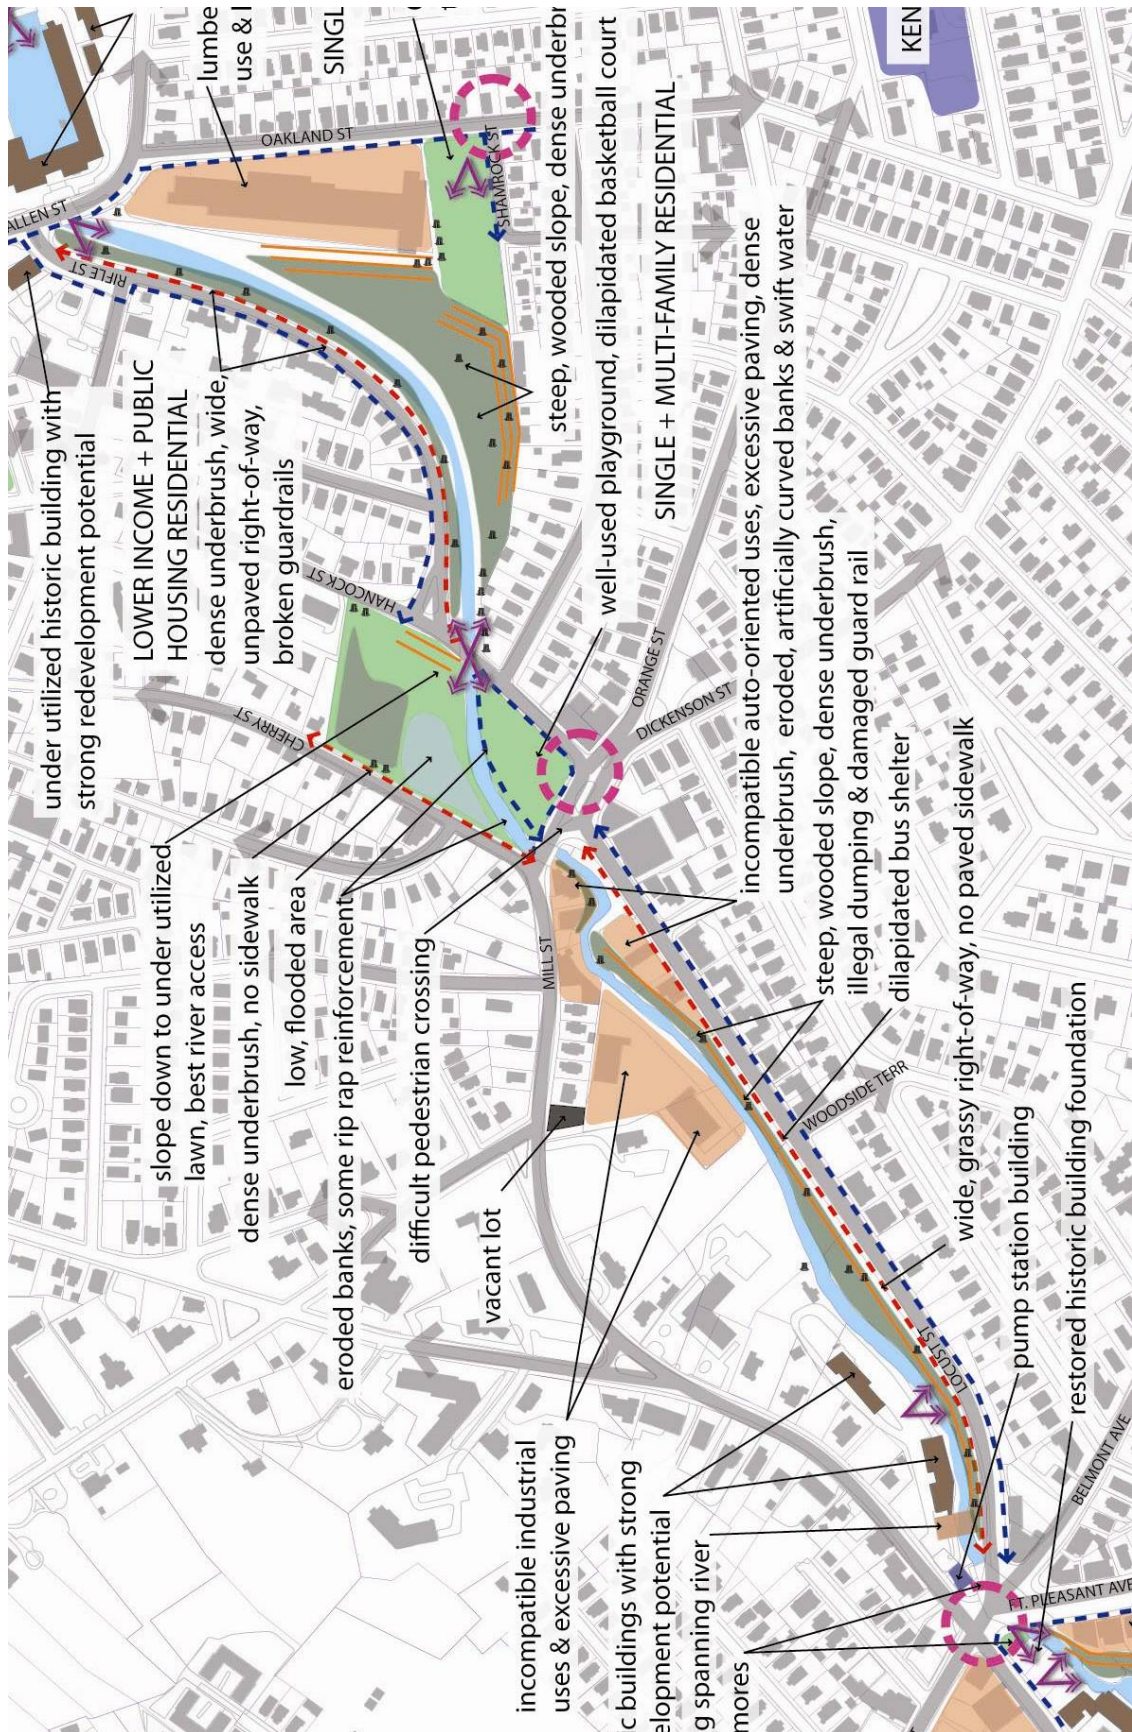 under utilized historic building with
strong redevelopment potential
LOWER INCOME + PUBLIC
HOUSING RESIDENTIAL
dense underbrush, wide,
unpaved right-of-way,
broken guardrails
ALLEN ST
RIFLE ST
OAKLAND ST
use &
SINGL
KEN
SHAMROCK ST
HANCOCK ST
CHERRY ST
steep, wooded slope, dense underbr
well-used playground, dilapidated basketball court
SINGLE + MULTI-FAMILY RESIDENTIAL
slope down to under utilized
lawn, best river access
dense underbrush, no sidewalk
low, flooded area
eroded banks, some rip rap reinforcement
difficult pedestrian crossing
vacant lot
MILL ST
ORANGE ST
DICKENSON ST
incompatible auto-oriented uses, excessive paving, dense
underbrush, eroded, artificially curved banks & swift water
steep, wooded slope, dense underbrush,
illegal dumping & damaged guard rail
dilapidated bus shelter
WOODSIDE TERR
wide, grassy right-of-way, no paved sidewalk
incompatible industrial
uses & excessive paving
c buildings with strong
elopment potential
g spanning river
mores
LOCUST ST
pump station building
restored historic building foundation
BELMONT AVE
FT. PLEASANT AVE